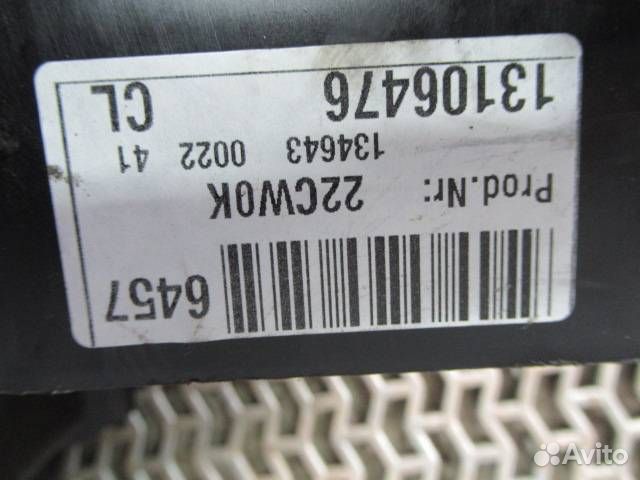 6457
Prod.Nr: 22CW0K
134643 0022 41
13106476 CL
Avito